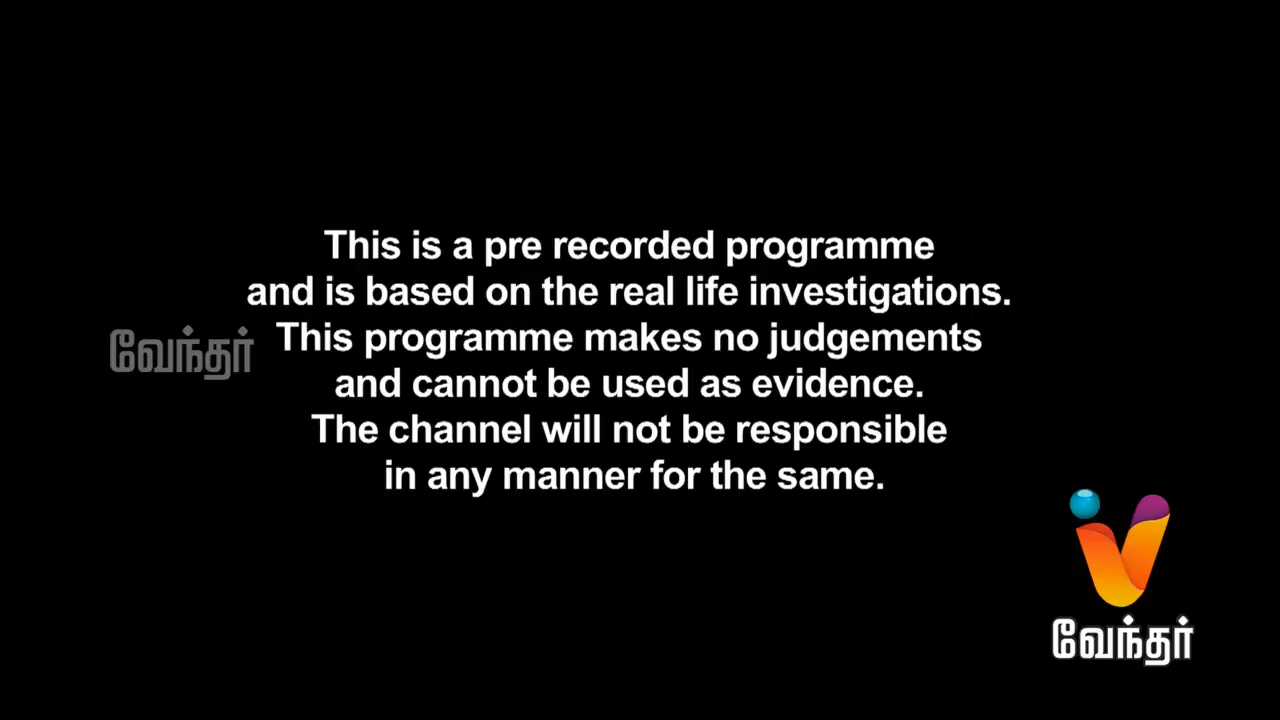 This is a pre recorded programme
and is based on the real life investigations.
வேந்தர்
This programme makes no judgements
and cannot be used as evidence.
The channel will not be responsible
in any manner for the same.
வேந்தர்